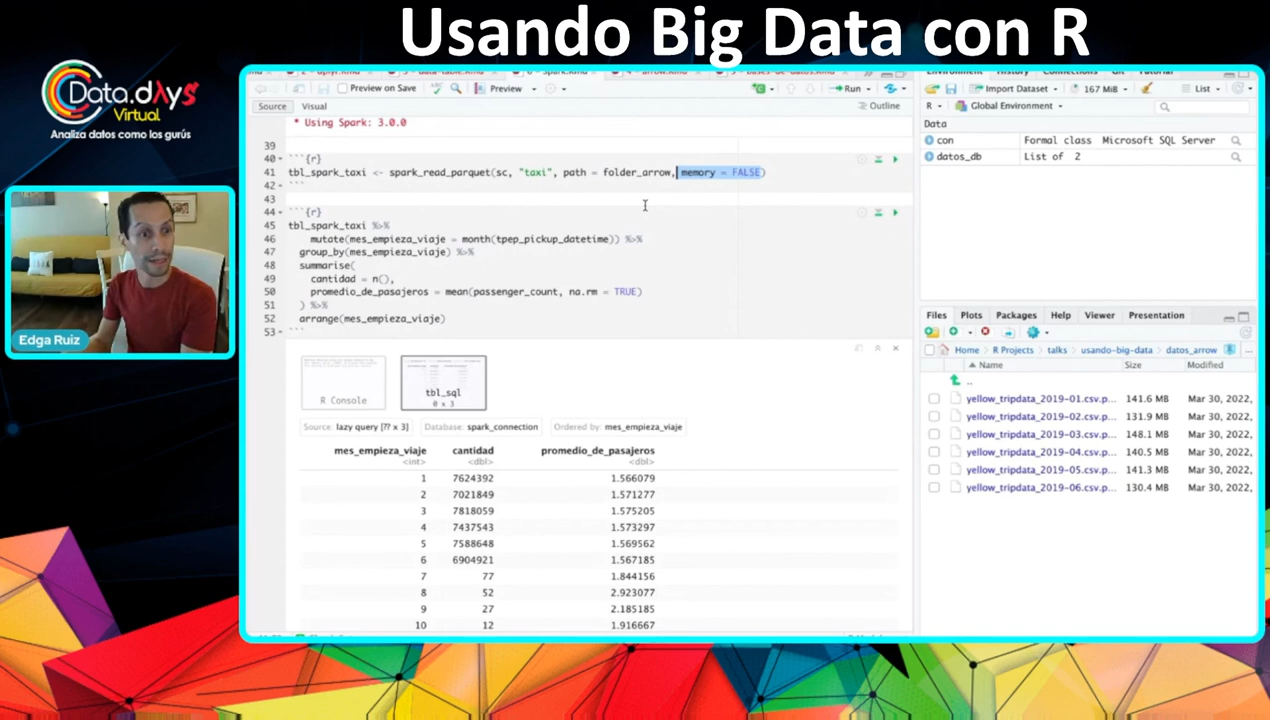 Usando Big Data con R
Data.dλys
Virtual
Analiza datos como los gurús
Edga Ruiz
Preview on Save
Preview
Run
Source
Visual
Outline
* Using Spark: 3.0.0
39
40 ```{r}
41 tbl_spark_taxi <- spark_read_parquet(sc, "taxi", path = folder_arrow, memory = FALSE)
42 ```
43
44 ```{r}
45 tbl_spark_taxi %>%
46 mutate(mes_empieza_viaje = month(tpep_pickup_datetime)) %>%
47 group_by(mes_empieza_viaje) %>%
48 summarise(
49 cantidad = n(),
50 promedio_de_pasajeros = mean(passenger_count, na.rm = TRUE)
51 ) %>%
52 arrange(mes_empieza_viaje)
53 ```
R Console
tbl_sql
0 x 3
Source: lazy query [?? x 3] Database: spark_connection Ordered by: mes_empieza_viaje
mes_empieza_viaje cantidad promedio_de_pasajeros
<int> <dbl> <dbl>
1 7624392 1.566079
2 7021849 1.571277
3 7818059 1.575205
4 7437543 1.573297
5 7588648 1.569562
6 6904921 1.567185
7 77 1.844156
8 52 2.923077
9 27 2.185185
10 12 1.916667
Environment History Connections Git Tutorial
Import Dataset 167 MiB List
R Global Environment
Data
con Formal class Microsoft SQL Server
datos_db List of 2
Files Plots Packages Help Viewer Presentation
Home R Projects talks usando-big-data datos_arrow ...
Name Size Modified
..
yellow_tripdata_2019-01.csv.p... 141.6 MB Mar 30, 2022,
yellow_tripdata_2019-02.csv.p... 131.9 MB Mar 30, 2022,
yellow_tripdata_2019-03.csv.p... 148.1 MB Mar 30, 2022,
yellow_tripdata_2019-04.csv.p... 140.5 MB Mar 30, 2022,
yellow_tripdata_2019-05.csv.p... 141.3 MB Mar 30, 2022,
yellow_tripdata_2019-06.csv.p... 130.4 MB Mar 30, 2022,